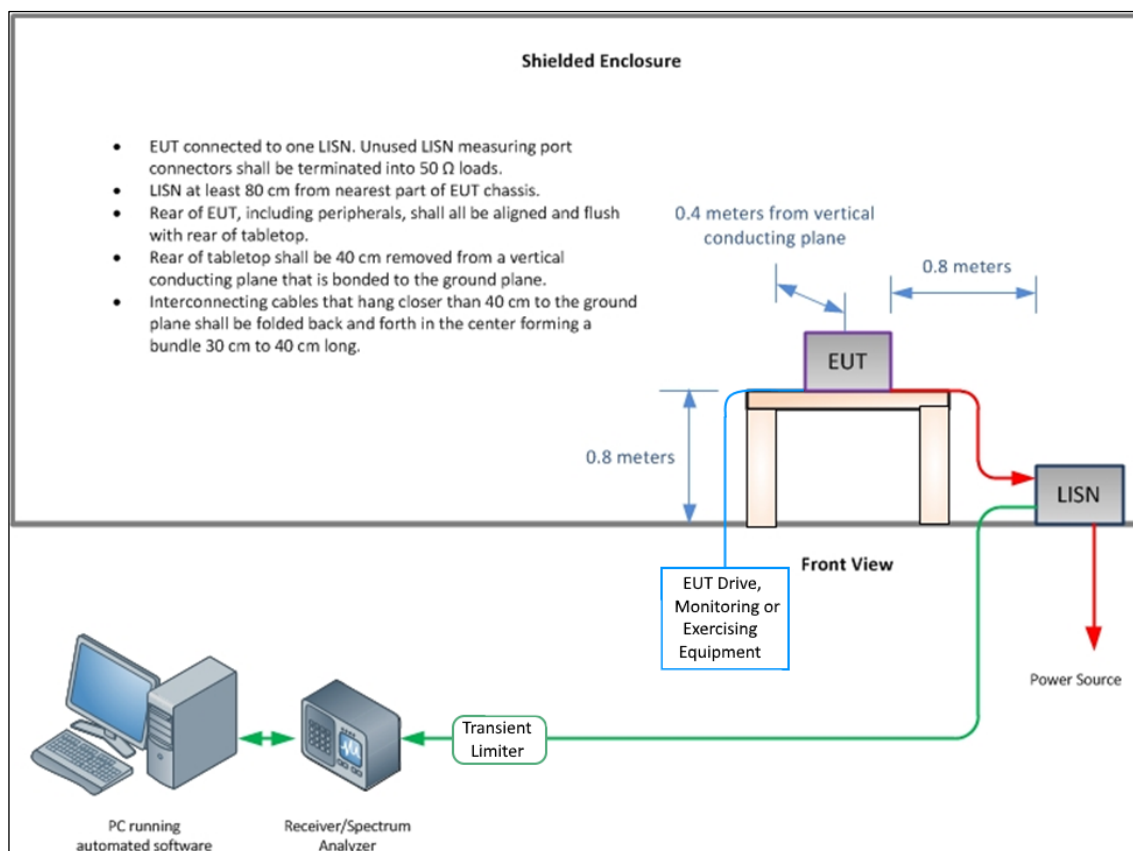 Shielded Enclosure
• EUT connected to one LISN. Unused LISN measuring port
connectors shall be terminated into 50 Ω loads.
• LISN at least 80 cm from nearest part of EUT chassis.
• Rear of EUT, including peripherals, shall all be aligned and flush
with rear of tabletop.
• Rear of tabletop shall be 40 cm removed from a vertical
conducting plane that is bonded to the ground plane.
• Interconnecting cables that hang closer than 40 cm to the ground
plane shall be folded back and forth in the center forming a
bundle 30 cm to 40 cm long.
0.4 meters from vertical
conducting plane
0.8 meters
EUT
0.8 meters
LISN
Front View
EUT Drive,
Monitoring or
Exercising
Equipment
Power Source
Transient
Limiter
PC running
automated software
Receiver/Spectrum
Analyzer